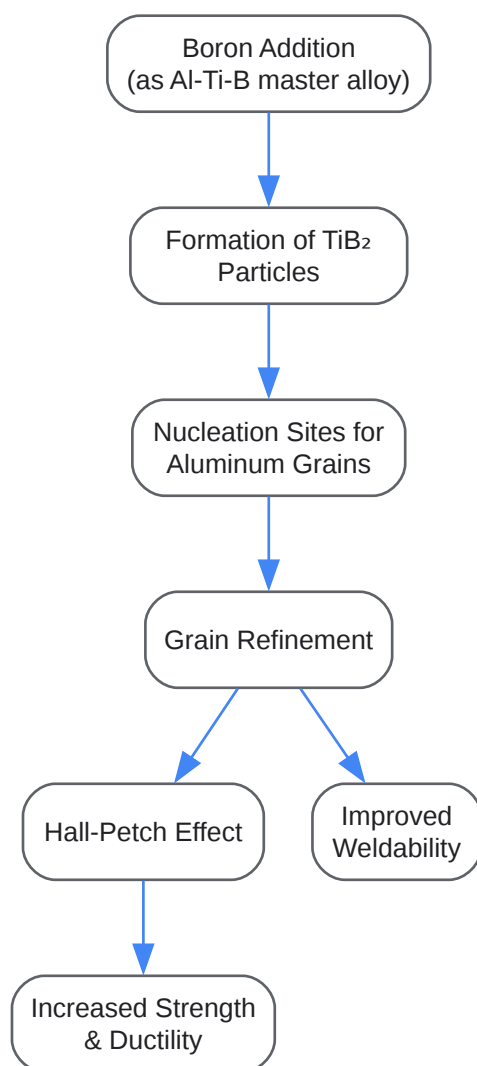 Boron Addition
(as Al-Ti-B master alloy)
Formation of TiB₂
Particles
Nucleation Sites for
Aluminum Grains
Grain Refinement
Hall-Petch Effect
Improved
Weldability
Increased Strength
& Ductility